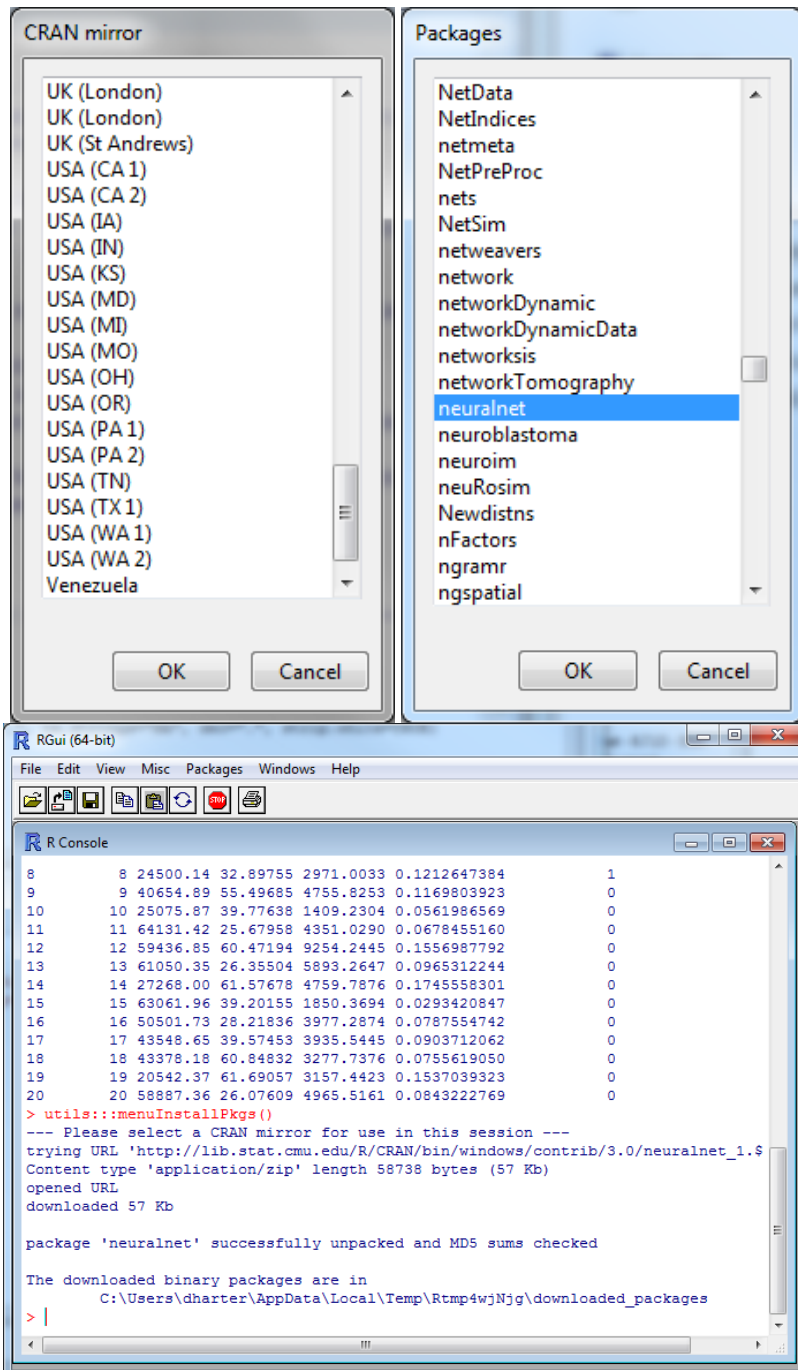 CRAN mirror
UK (London)
UK (London)
UK (St Andrews)
USA (CA 1)
USA (CA 2)
USA (IA)
USA (IN)
USA (KS)
USA (MD)
USA (MI)
USA (MO)
USA (OH)
USA (OR)
USA (PA 1)
USA (PA 2)
USA (TN)
USA (TX 1)
USA (WA 1)
USA (WA 2)
Venezuela
OK Cancel
Packages
NetData
NetIndices
netmeta
NetPreProc
nets
NetSim
netweavers
network
networkDynamic
networkDynamicData
networksis
networkTomography
neuralnet
neuroblastoma
neuroim
neuRosim
Newdistns
nFactors
ngramr
ngspatial
OK Cancel
RGui (64-bit)
File Edit View Misc Packages Windows Help
STOP
R Console
8 8 24500.14 32.89755 2971.0033 0.1212647384 1
9 9 40654.89 55.49685 4755.8253 0.1169803923 0
10 10 25075.87 39.77638 1409.2304 0.0561986569 0
11 11 64131.42 25.67958 4351.0290 0.0678455160 0
12 12 59436.85 60.47194 9254.2445 0.1556987792 0
13 13 61050.35 26.35504 5893.2647 0.0965312244 0
14 14 27268.00 61.57678 4759.7876 0.1745558301 0
15 15 63061.96 39.20155 1850.3694 0.0293420847 0
16 16 50501.73 28.21836 3977.2874 0.0787554742 0
17 17 43548.65 39.57453 3935.5445 0.0903712062 0
18 18 43378.18 60.84832 3277.7376 0.0755619050 0
19 19 20542.37 61.69057 3157.4423 0.1537039323 0
20 20 58887.36 26.07609 4965.5161 0.0843222769 0
> utils:::menuInstallPkgs()
--- Please select a CRAN mirror for use in this session ---
trying URL 'http://lib.stat.cmu.edu/R/CRAN/bin/windows/contrib/3.0/neuralnet_1.$
Content type 'application/zip' length 58738 bytes (57 Kb)
opened URL
downloaded 57 Kb
package 'neuralnet' successfully unpacked and MD5 sums checked
The downloaded binary packages are in
C:\Users\dharter\AppData\Local\Temp\Rtmp4wjNjg\downloaded_packages
>